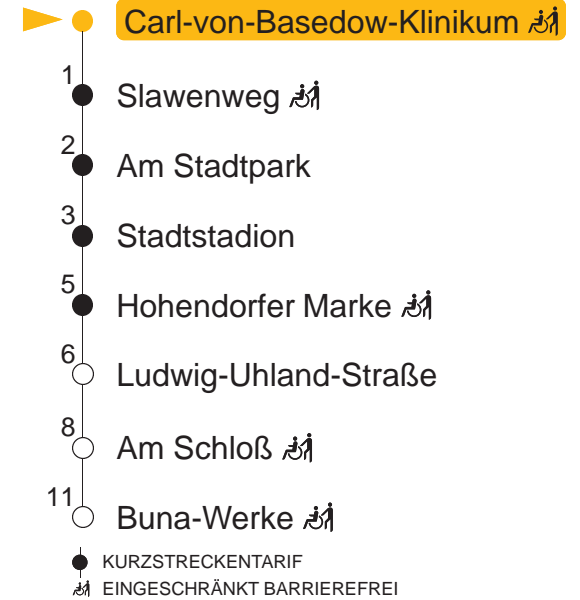 Carl-von-Basedow-Klinikum
1 Slawenweg
2 Am Stadtpark
3 Stadtstadion
5 Hohendorfer Marke
6 Ludwig-Uhland-Straße
8 Am Schloß
11 Buna-Werke
KURZSTRECKENTARIF
EINGESCHRÄNKT BARRIEREFREI